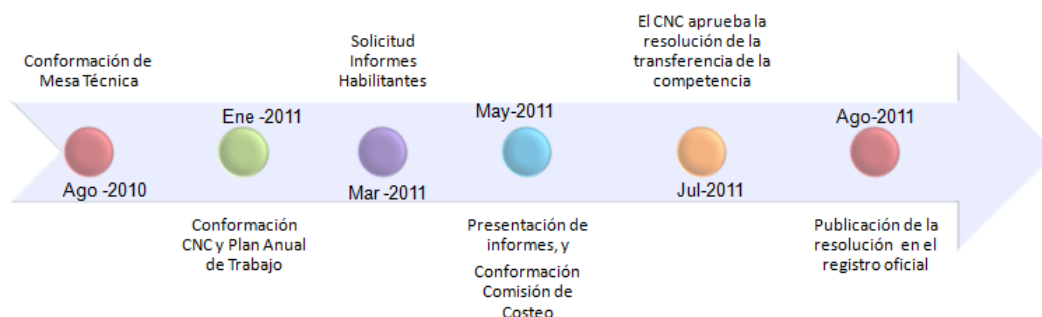 Conformación de
Mesa Técnica
Ago -2010
Ene -2011
Conformación
CNC y Plan Anual
de Trabajo
Solicitud
Informes
Habilitantes
Mar -2011
May-2011
Presentación de
informes, y
Conformación
Comisión de
Costeo
El CNC aprueba la
resolución de la
transferencia de la
competencia
Jul-2011
Ago-2011
Publicación de la
resolución en el
registro oficial